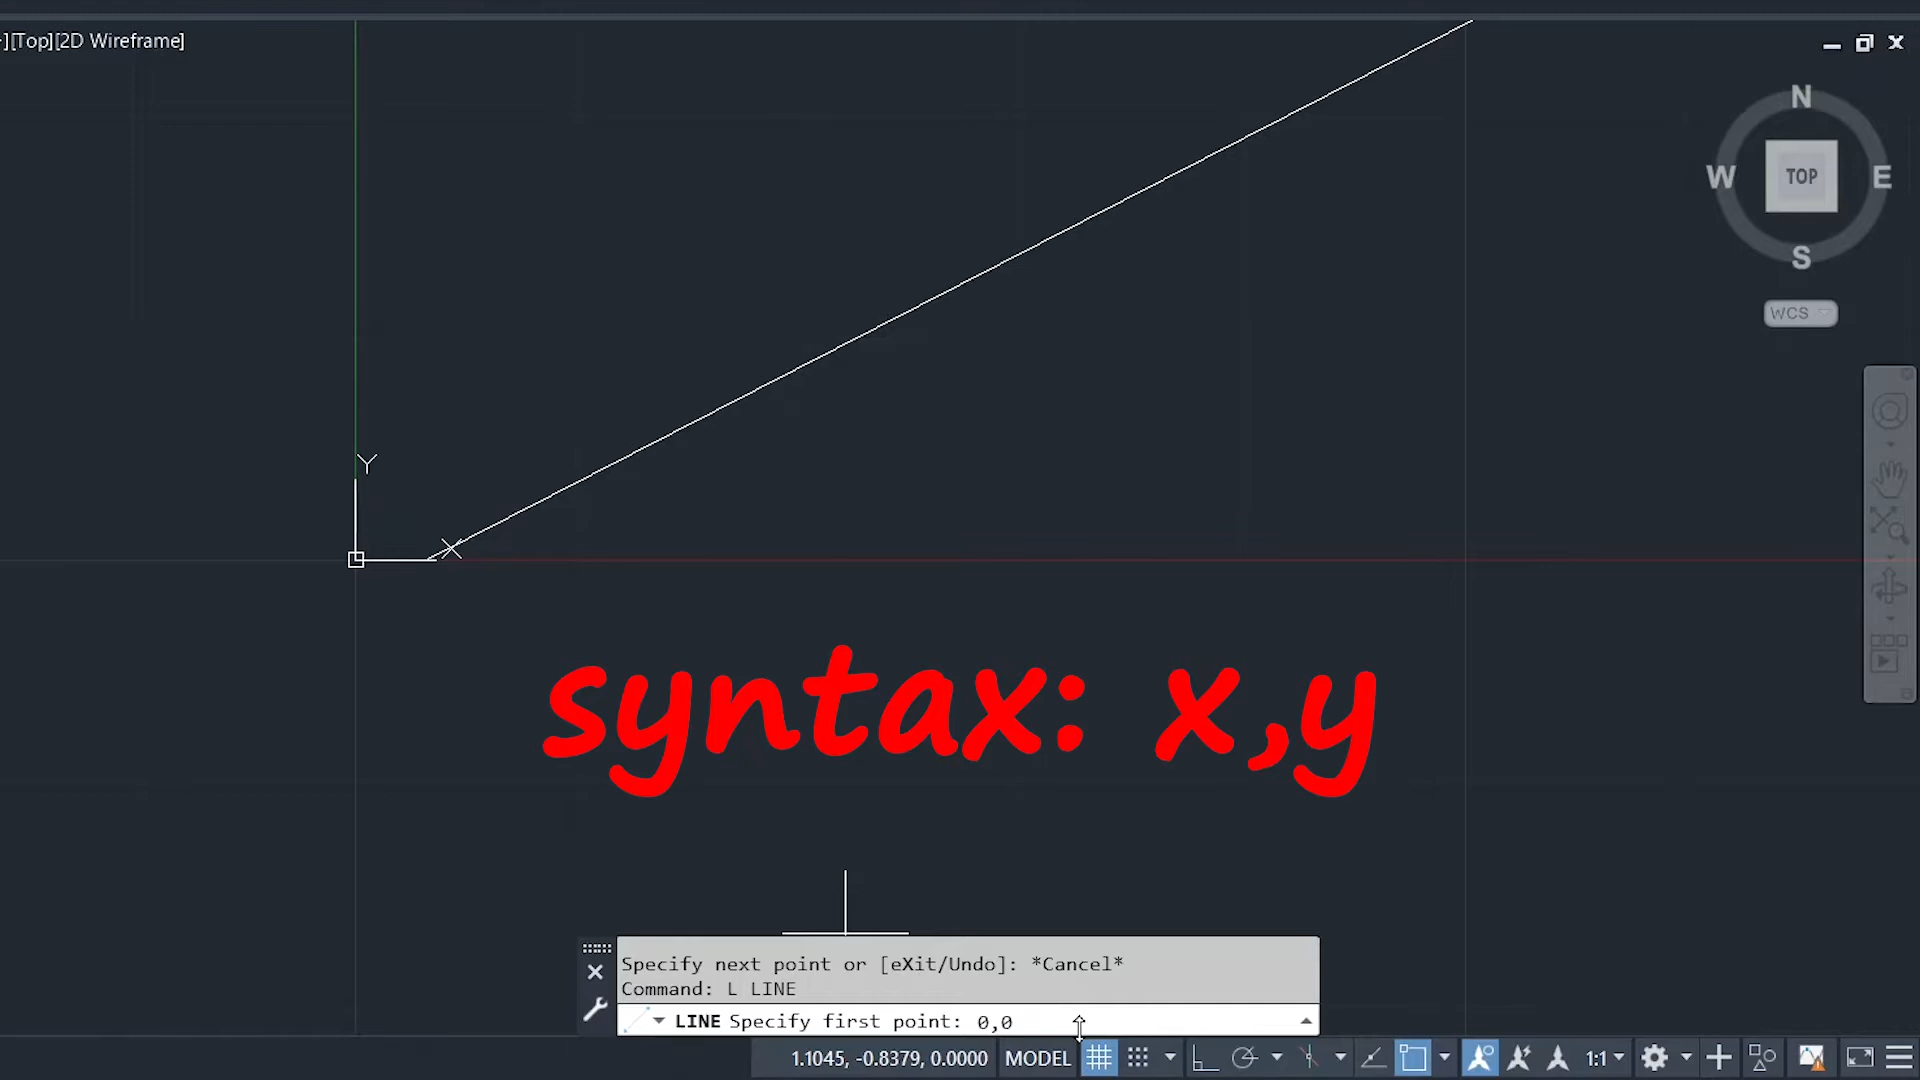 ][Top][2D Wireframe]
N
W
TOP
E
S
WCS
Y
X
syntax: x,y
Specify next point or [eXit/Undo]: *Cancel*
Command: L LINE
LINE Specify first point: 0,0
1.1045, -0.8379, 0.0000 MODEL 1:1